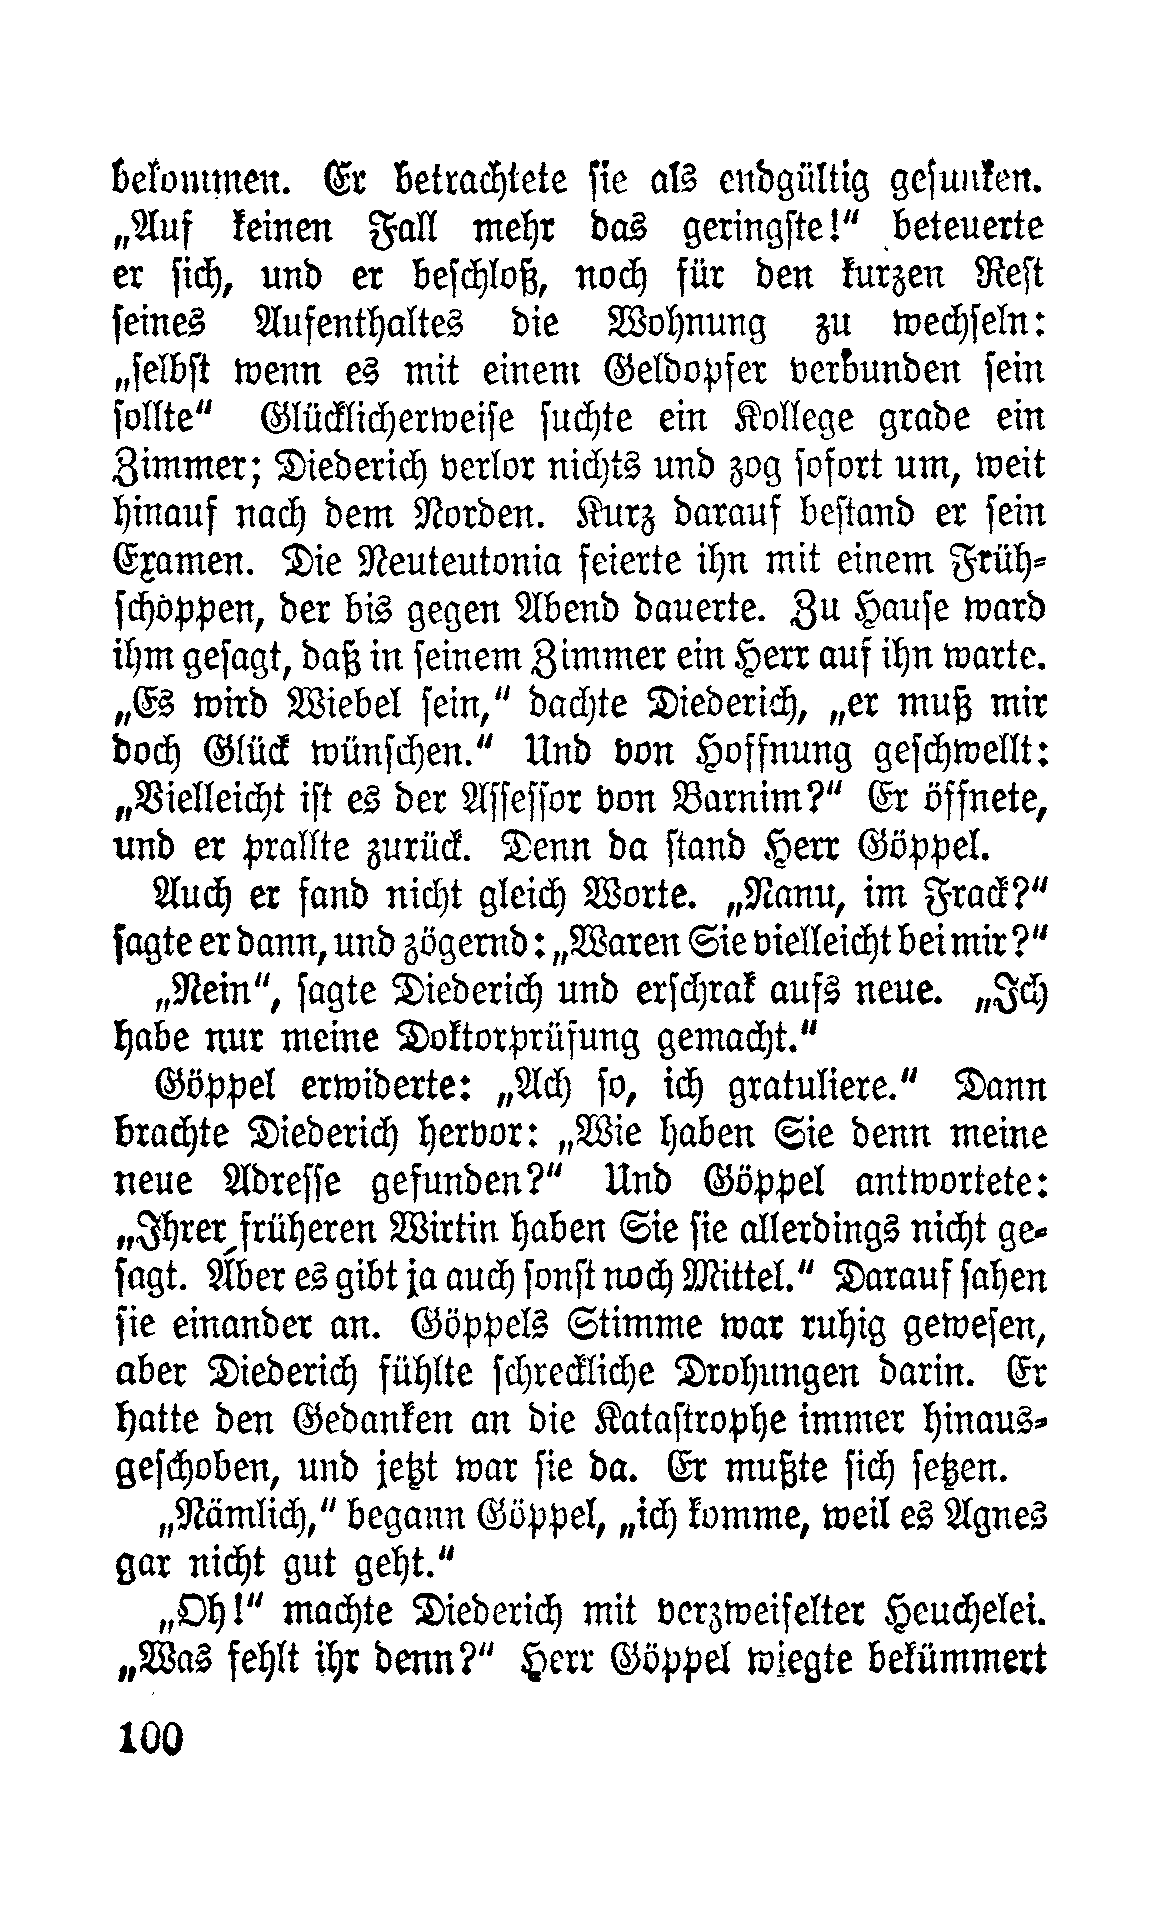 bekommen. Er betrachtete sie als endgültig gesunken.
„Auf keinen Fall mehr das geringste!“ beteuerte
er sich, und er beschloß, noch für den kurzen Rest
seines Aufenthaltes die Wohnung zu wechseln:
„selbst wenn es mit einem Geldopfer verbunden sein
sollte“ Glücklicherweise suchte ein Kollege grade ein
Zimmer; Diederich verlor nichts und zog sofort um, weit
hinauf nach dem Norden. Kurz darauf bestand er sein
Examen. Die Neuteutonia feierte ihn mit einem Früh-
schoppen, der bis gegen Abend dauerte. Zu Hause ward
ihm gesagt, daß in seinem Zimmer ein Herr auf ihn warte.
„Es wird Wiebel sein,“ dachte Diederich, „er muß mir
doch Glück wünschen.“ Und von Hoffnung geschwellt:
„Vielleicht ist es der Assessor von Barnim?“ Er öffnete,
und er prallte zurück. Denn da stand Herr Göppel.
Auch er fand nicht gleich Worte. „Nanu, im Frack?“
sagte er dann, und zögernd: „Waren Sie vielleicht bei mir?“
„Nein“, sagte Diederich und erschrak aufs neue. „Ich
habe nur meine Doktorprüfung gemacht.“
Göppel erwiderte: „Ach so, ich gratuliere.“ Dann
brachte Diederich hervor: „Wie haben Sie denn meine
neue Adresse gefunden?“ Und Göppel antwortete:
„Ihrer früheren Wirtin haben Sie sie allerdings nicht ge-
sagt. Aber es gibt ja auch sonst noch Mittel.“ Darauf sahen
sie einander an. Göppels Stimme war ruhig gewesen,
aber Diederich fühlte schreckliche Drohungen darin. Er
hatte den Gedanken an die Katastrophe immer hinaus-
geschoben, und jetzt war sie da. Er mußte sich setzen.
„Nämlich,“ begann Göppel, „ich komme, weil es Agnes
gar nicht gut geht.“
„Oh!“ machte Diederich mit verzweifelter Heuchelei.
„Was fehlt ihr denn?“ Herr Göppel wiegte bekümmert
100